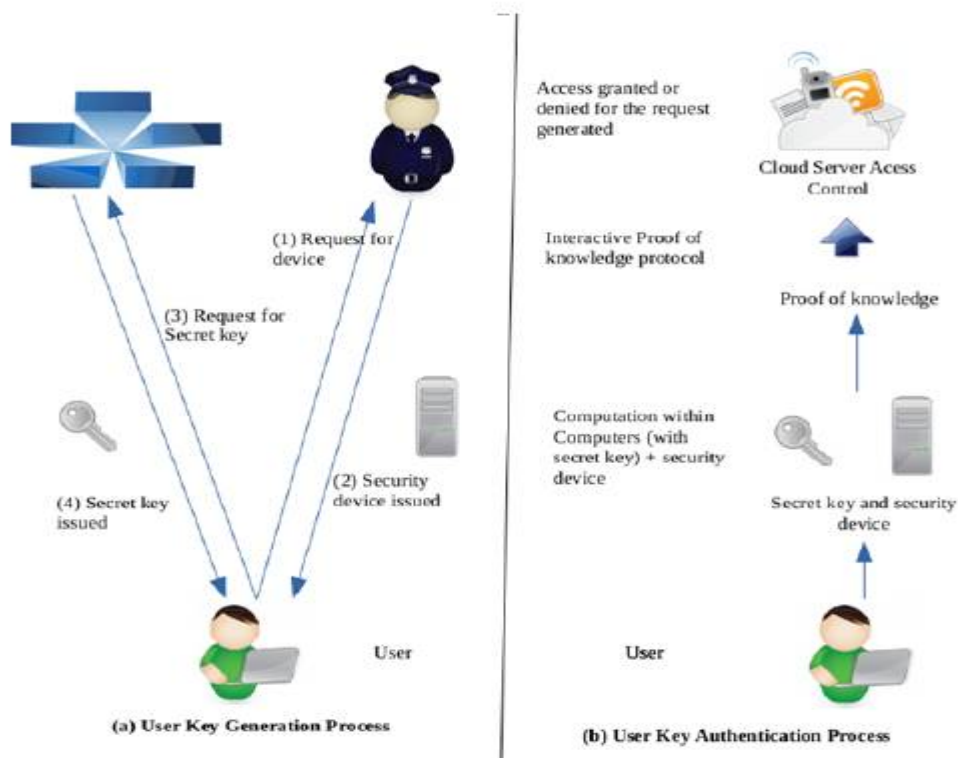 (1) Request for
device
(3) Request for
Secret key
(2) Security
device issued
(4) Secret key
issued
User
(a) User Key Generation Process
Access granted or
denied for the request
generated
Cloud Server Acess
Control
Interactive Proof of
knowledge protocol
Proof of knowledge
Computation within
Computers (with
secret key) + security
device
Secret key and security
device
User
(b) User Key Authentication Process